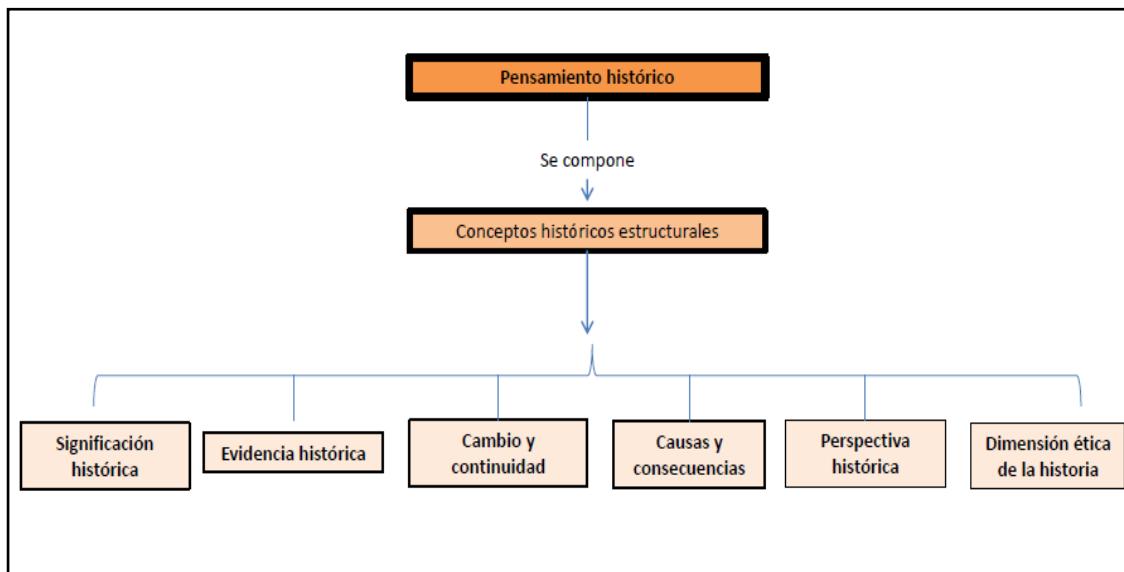 Pensamiento histórico
Se compone
Conceptos históricos estructurales
Significación
histórica
Evidencia histórica
Cambio y
continuidad
Causas y
consecuencias
Perspectiva
histórica
Dimensión ética
de la historia